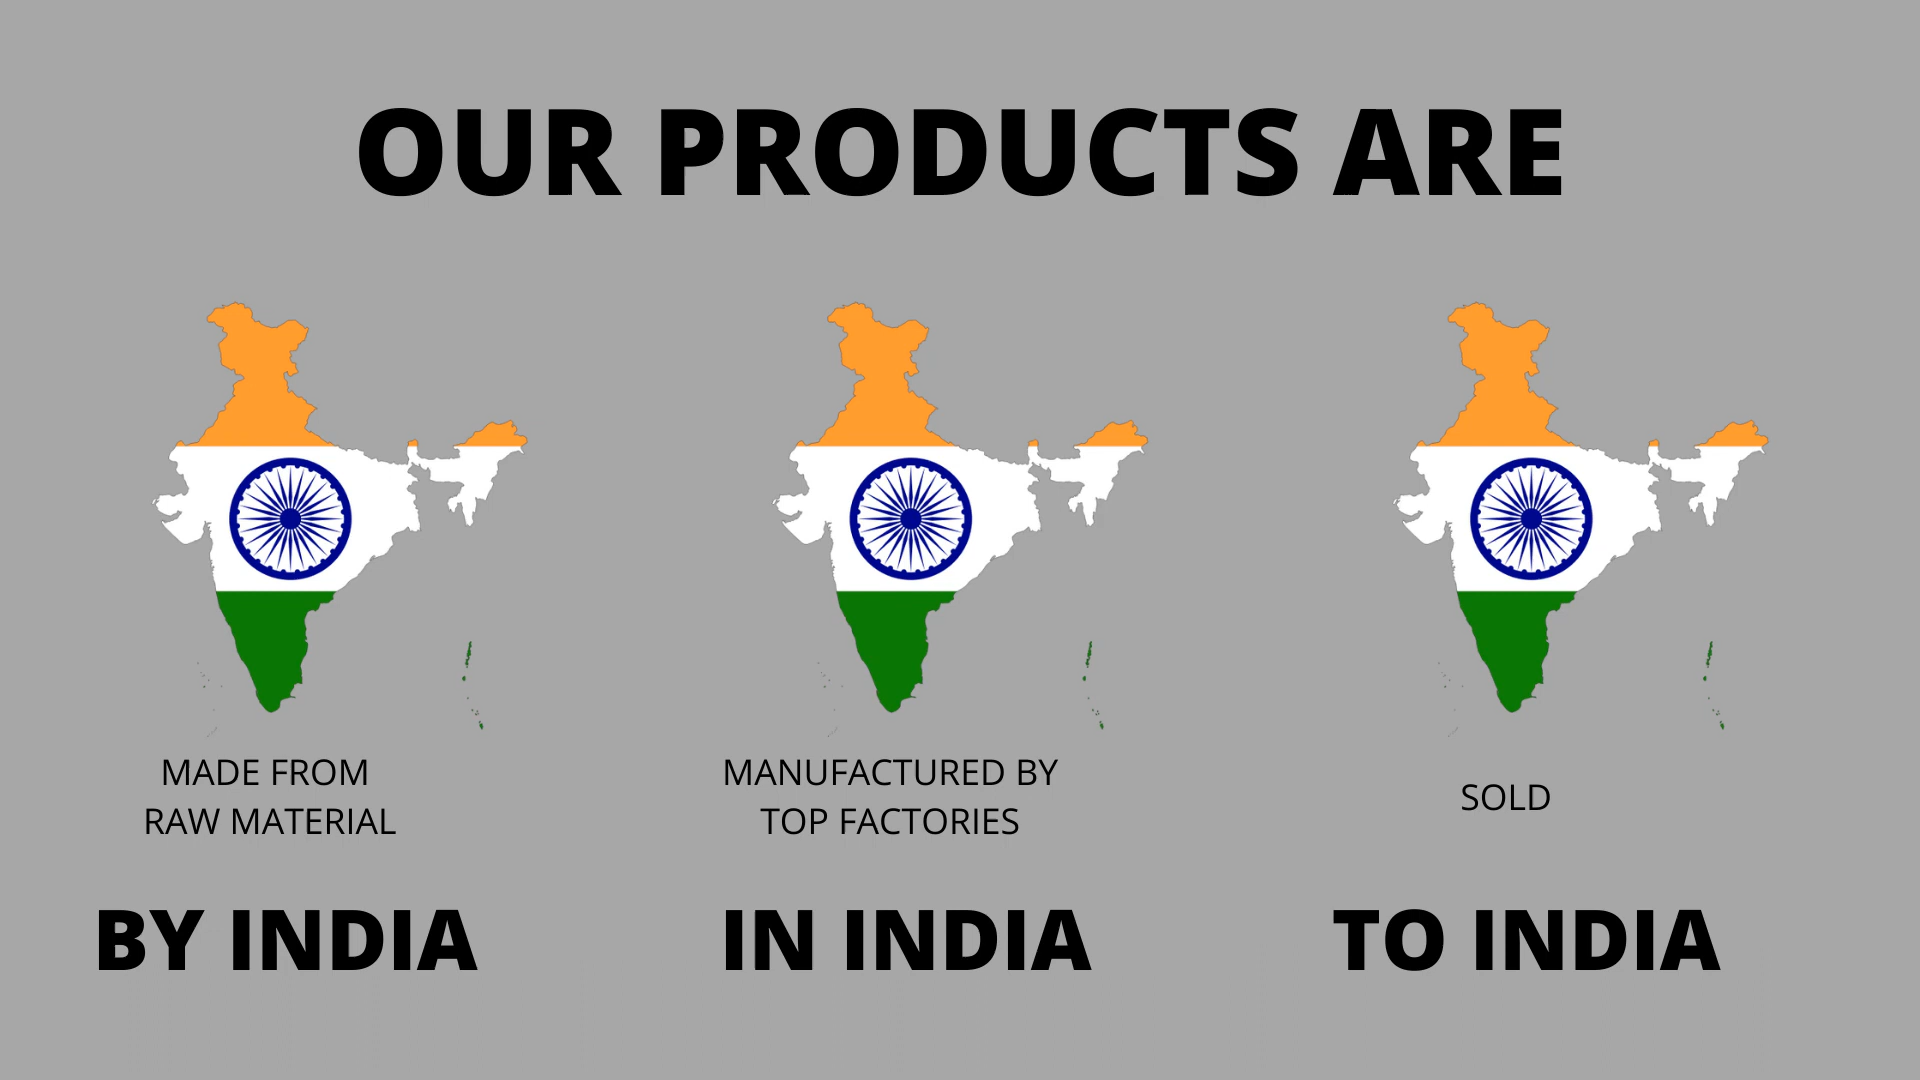 OUR PRODUCTS ARE
MADE FROM
RAW MATERIAL
BY INDIA
MANUFACTURED BY
TOP FACTORIES
IN INDIA
SOLD
TO INDIA